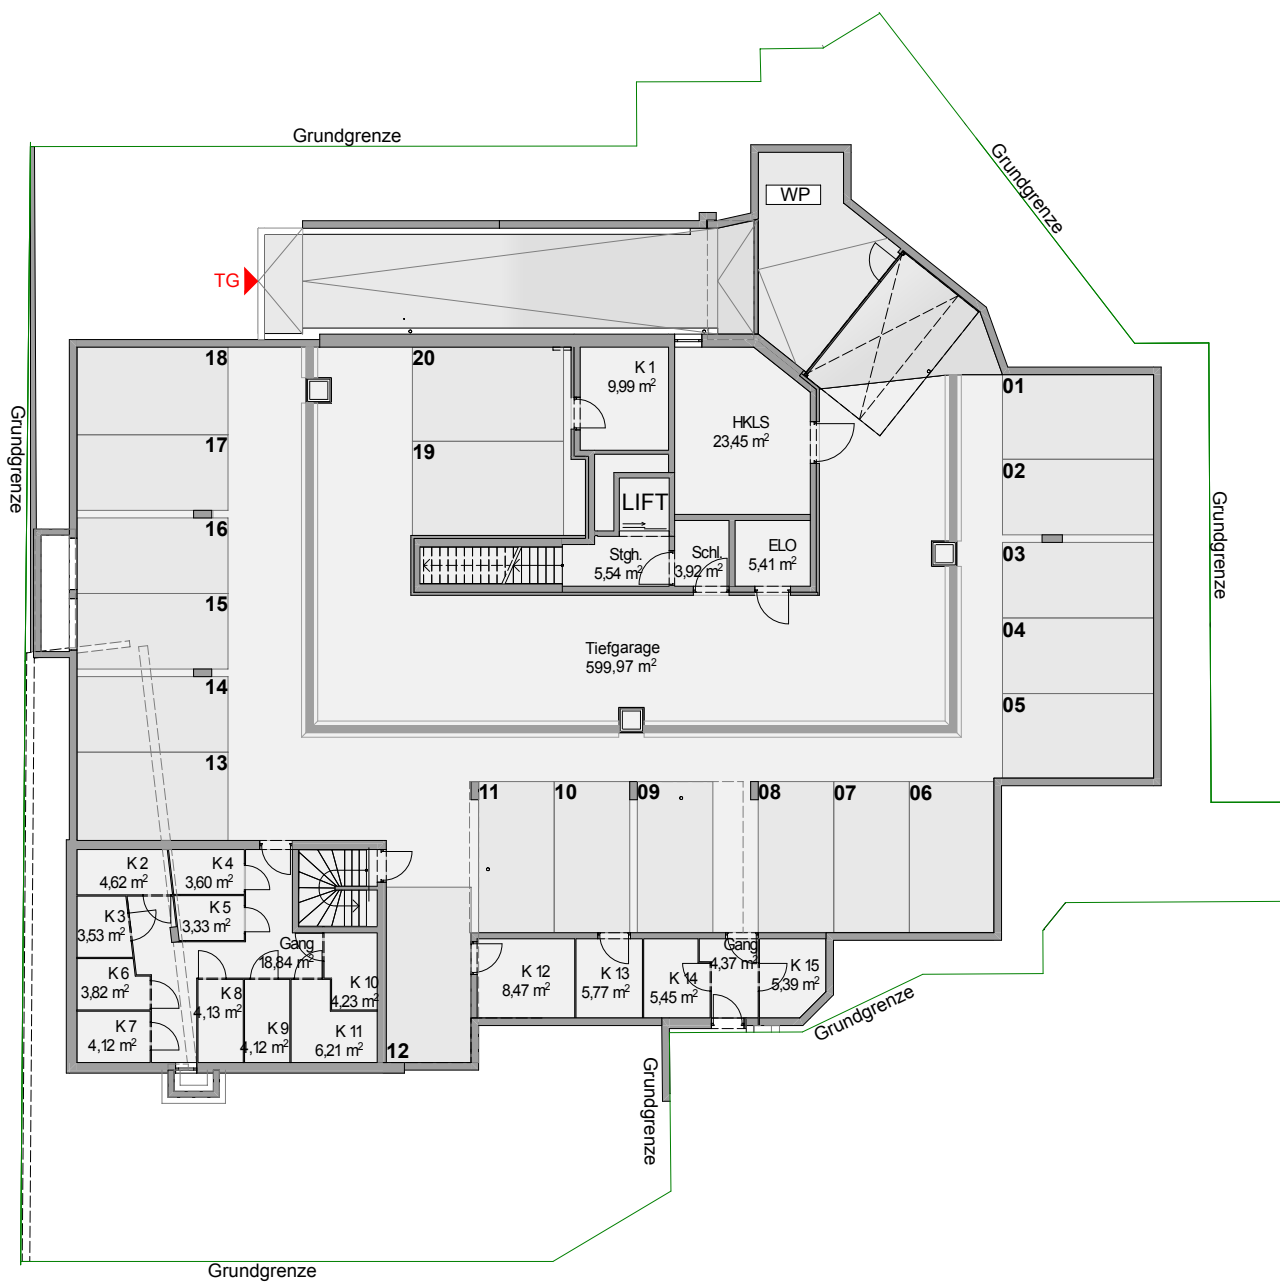 Grundgrenze
Grundgrenze
WP
TG
18
20
K 1
9,99 m²
01
HKLS
23,45 m²
17
19
02
Grundgrenze
Grundgrenze
LIFT
16
03
Stgh.
5,54 m²
Schl.
3,92 m²
ELO
5,41 m²
15
04
Tiefgarage
599,97 m²
14
05
13
11
10
09
08
07
06
K 2
4,62 m²
K 4
3,60 m²
K 3
3,53 m²
K 5
3,33 m²
Gang
18,84 m²
Gang
4,37 m²
K 6
3,82 m²
K 8
4,13 m²
K 10
4,23 m²
K 12
8,47 m²
K 13
5,77 m²
K 14
5,45 m²
K 15
5,39 m²
K 7
4,12 m²
K 9
4,12 m²
K 11
6,21 m²
12
Grundgrenze
Grundgrenze
Grundgrenze